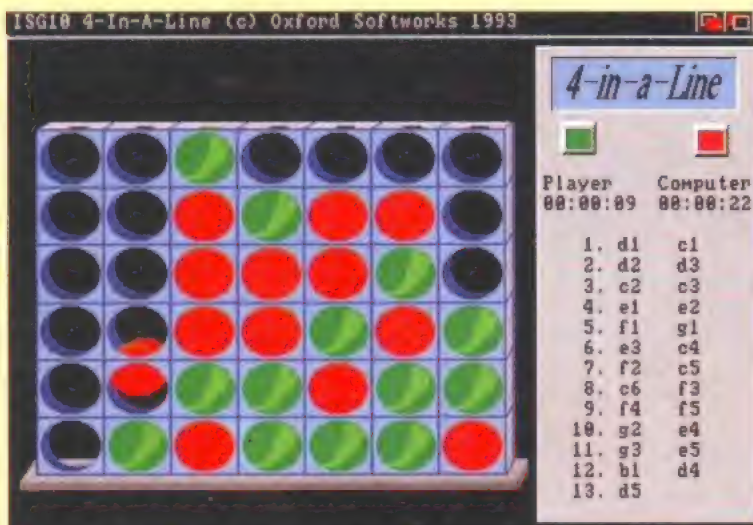 ISG10 4-In-A-Line (c) Oxford Softworks 1993
4-in-a-Line
Player Computer
00:00:09 00:00:22
1. d1 c1
2. d2 d3
3. c2 c3
4. e1 e2
5. f1 g1
6. e3 c4
7. f2 c5
8. c6 f3
9. f4 f5
10. g2 e4
11. g3 e5
12. b1 d4
13. d5